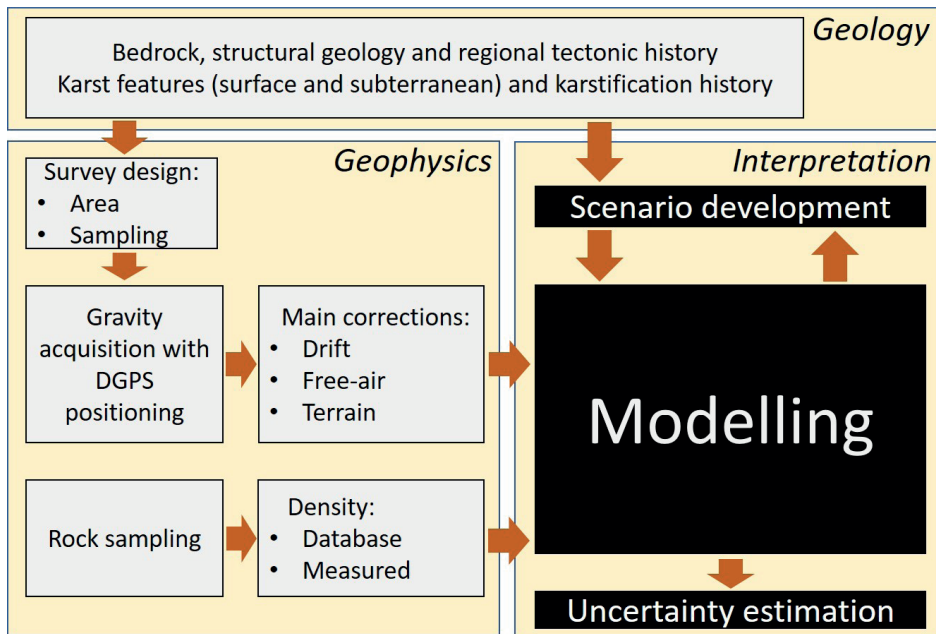 Geology
Bedrock, structural geology and regional tectonic history
Karst features (surface and subterranean) and karstification history
Geophysics
Survey design:
• Area
• Sampling
Gravity
acquisition with
DGPS
positioning
Main corrections:
• Drift
• Free-air
• Terrain
Rock sampling
Density:
• Database
• Measured
Interpretation
Scenario development
Modelling
Uncertainty estimation